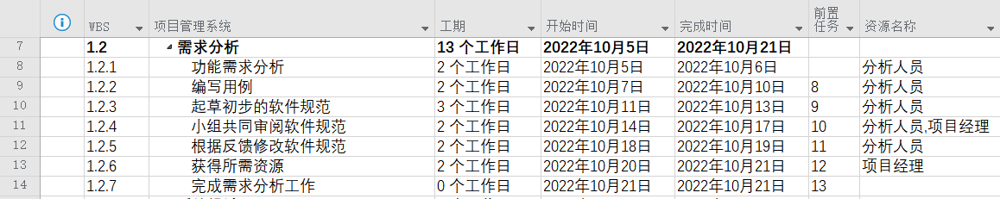 WBS 项目管理系统 工期 开始时间 完成时间 前置任务 资源名称
7 1.2 需求分析 13 个工作日 2022年10月5日 2022年10月21日
8 1.2.1 功能需求分析 2 个工作日 2022年10月5日 2022年10月6日 分析人员
9 1.2.2 编写用例 2 个工作日 2022年10月7日 2022年10月10日 8 分析人员
10 1.2.3 起草初步的软件规范 3 个工作日 2022年10月11日 2022年10月13日 9 分析人员
11 1.2.4 小组共同审阅软件规范 2 个工作日 2022年10月14日 2022年10月17日 10 分析人员,项目经理
12 1.2.5 根据反馈修改软件规范 2 个工作日 2022年10月18日 2022年10月19日 11 分析人员
13 1.2.6 获得所需资源 2 个工作日 2022年10月20日 2022年10月21日 12 项目经理
14 1.2.7 完成需求分析工作 0 个工作日 2022年10月21日 2022年10月21日 13